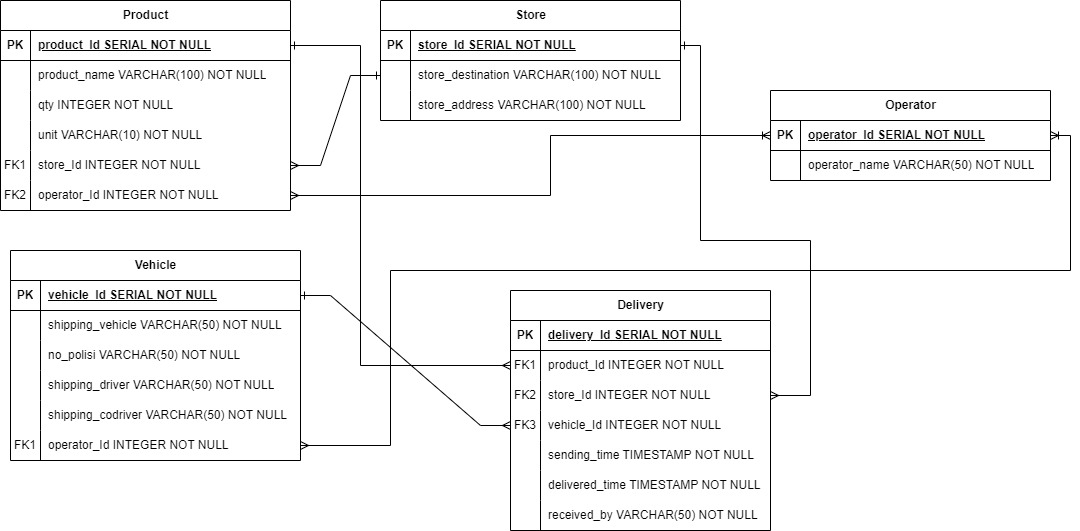 Product
PK product_Id SERIAL NOT NULL
product_name VARCHAR(100) NOT NULL
qty INTEGER NOT NULL
unit VARCHAR(10) NOT NULL
FK1 store_Id INTEGER NOT NULL
FK2 operator_Id INTEGER NOT NULL
Store
PK store_Id SERIAL NOT NULL
store_destination VARCHAR(100) NOT NULL
store_address VARCHAR(100) NOT NULL
Operator
PK operator_Id SERIAL NOT NULL
operator_name VARCHAR(50) NOT NULL
Vehicle
PK vehicle_Id SERIAL NOT NULL
shipping_vehicle VARCHAR(50) NOT NULL
no_polisi VARCHAR(50) NOT NULL
shipping_driver VARCHAR(50) NOT NULL
shipping_codriver VARCHAR(50) NOT NULL
FK1 operator_Id INTEGER NOT NULL
Delivery
PK delivery_Id SERIAL NOT NULL
FK1 product_Id INTEGER NOT NULL
FK2 store_Id INTEGER NOT NULL
FK3 vehicle_Id INTEGER NOT NULL
sending_time TIMESTAMP NOT NULL
delivered_time TIMESTAMP NOT NULL
received_by VARCHAR(50) NOT NULL